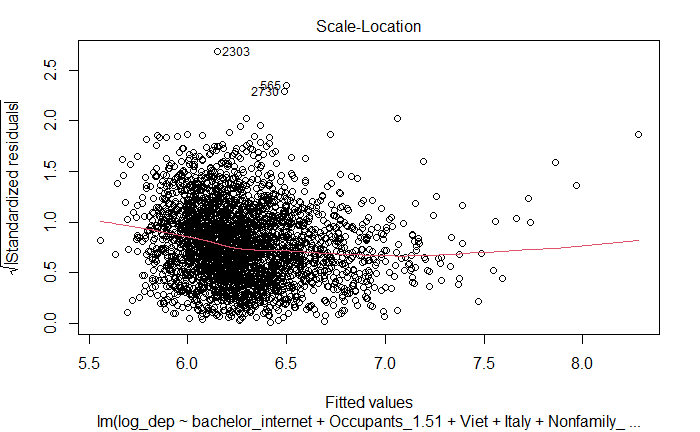 Scale-Location
√|Standardized residuals|
2.5
2.0
1.5
1.0
0.5
0.0
2303
565
2730
5.5 6.0 6.5 7.0 7.5 8.0
Fitted values
lm(log_dep ~ bachelor_internet + Occupants_1.51 + Viet + Italy + Nonfamily_ ...